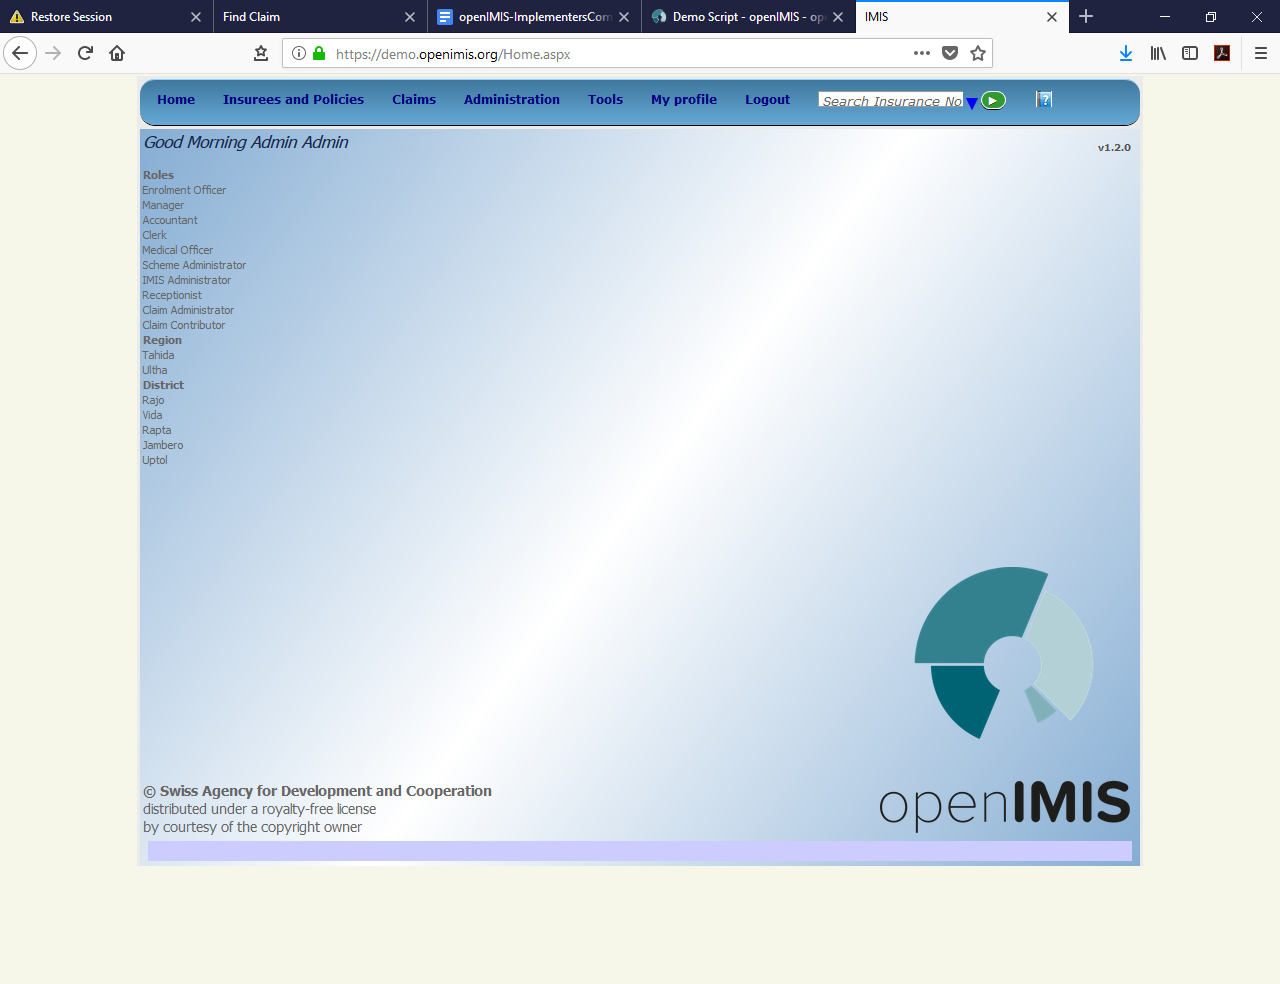 Restore Session
Find Claim
openIMIS-ImplementersCom
Demo Script - openIMIS - op
IMIS
https://demo.openimis.org/Home.aspx
Home Insurees and Policies Claims Administration Tools My profile Logout Search Insurance No
Good Morning Admin Admin
v1.2.0
Roles
Enrolment Officer
Manager
Accountant
Clerk
Medical Officer
Scheme Administrator
IMIS Administrator
Receptionist
Claim Administrator
Claim Contributor
Region
Tahida
Ultha
District
Rajo
Vida
Rapta
Jambero
Uptol
© Swiss Agency for Development and Cooperation
distributed under a royalty-free license
by courtesy of the copyright owner
openIMIS